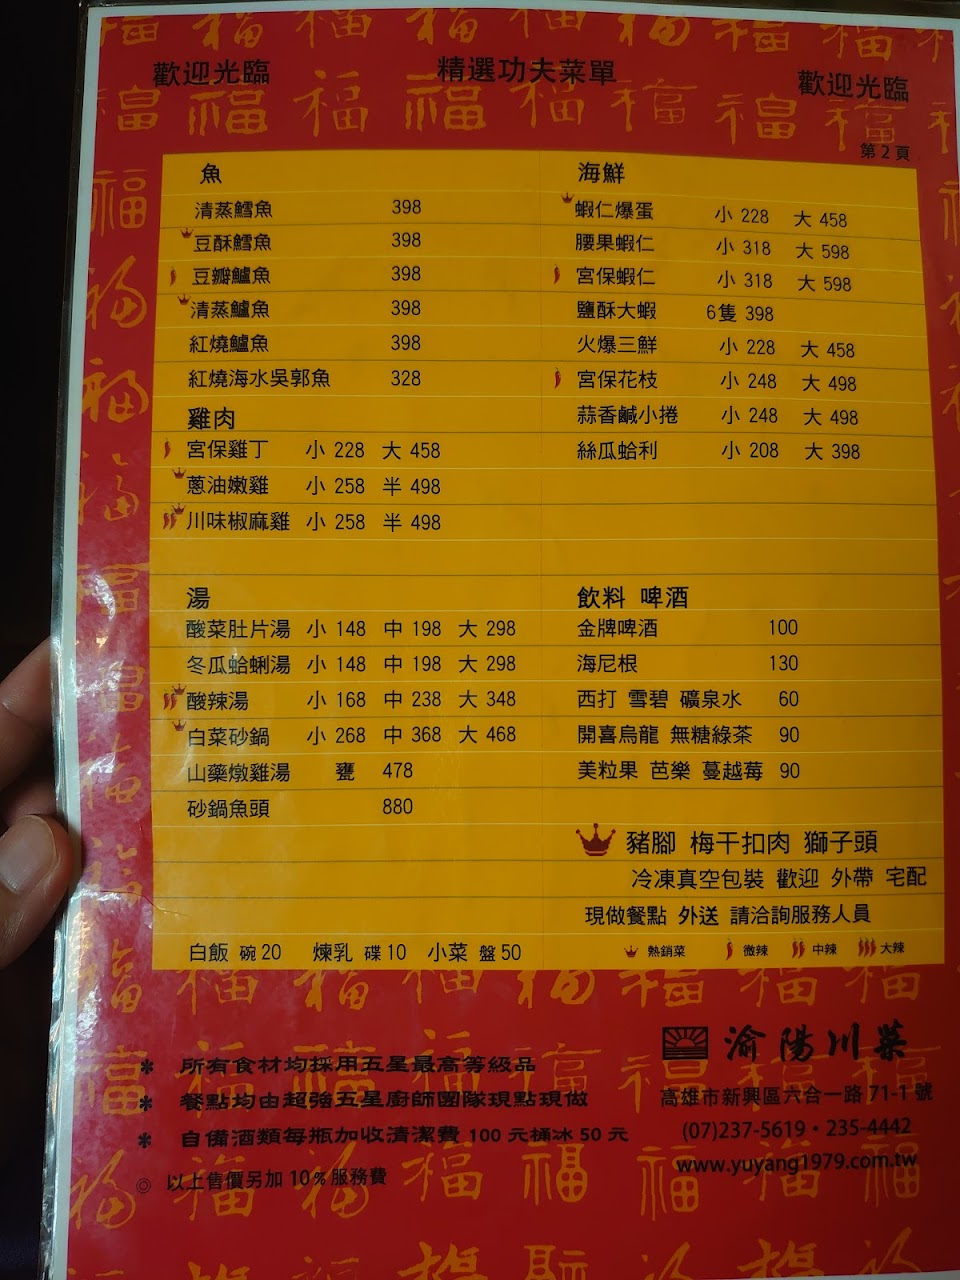 歡迎光臨 精選功夫菜單 歡迎光臨
第2頁
魚
清蒸鱈魚 398
豆酥鱈魚 398
豆瓣鱸魚 398
清蒸鱸魚 398
紅燒鱸魚 398
紅燒海水吳郭魚 328
雞肉
宮保雞丁 小 228 大 458
蔥油嫩雞 小 258 半 498
川味椒麻雞 小 258 半 498
海鮮
蝦仁爆蛋 小 228 大 458
腰果蝦仁 小 318 大 598
宮保蝦仁 小 318 大 598
鹽酥大蝦 6隻 398
火爆三鮮 小 228 大 458
宮保花枝 小 248 大 498
蒜香鹹小捲 小 248 大 498
絲瓜蛤利 小 208 大 398
湯
酸菜肚片湯 小 148 中 198 大 298
冬瓜蛤蜊湯 小 148 中 198 大 298
酸辣湯 小 168 中 238 大 348
白菜砂鍋 小 268 中 368 大 468
山藥燉雞湯 甕 478
砂鍋魚頭 880
飲料 啤酒
金牌啤酒 100
海尼根 130
西打 雪碧 礦泉水 60
開喜烏龍 無糖綠茶 90
美粒果 芭樂 蔓越莓 90
豬腳 梅干扣肉 獅子頭
冷凍真空包裝 歡迎 外帶 宅配
現做餐點 外送 請洽詢服務人員
白飯 碗 20 煉乳 碟 10 小菜 盤 50
熱銷菜 微辣 中辣 大辣
* 所有食材均採用五星最高等級品
* 餐點均由超強五星廚師團隊現點現做
* 自備酒類每瓶加收清潔費 100 元桶冰 50 元
◎ 以上售價另加 10%服務費
渝陽川菜
高雄市新興區六合一路 71-1 號
(07)237-5619・235-4442
www.yuyang1979.com.tw
福 福 福 福 福 福 福